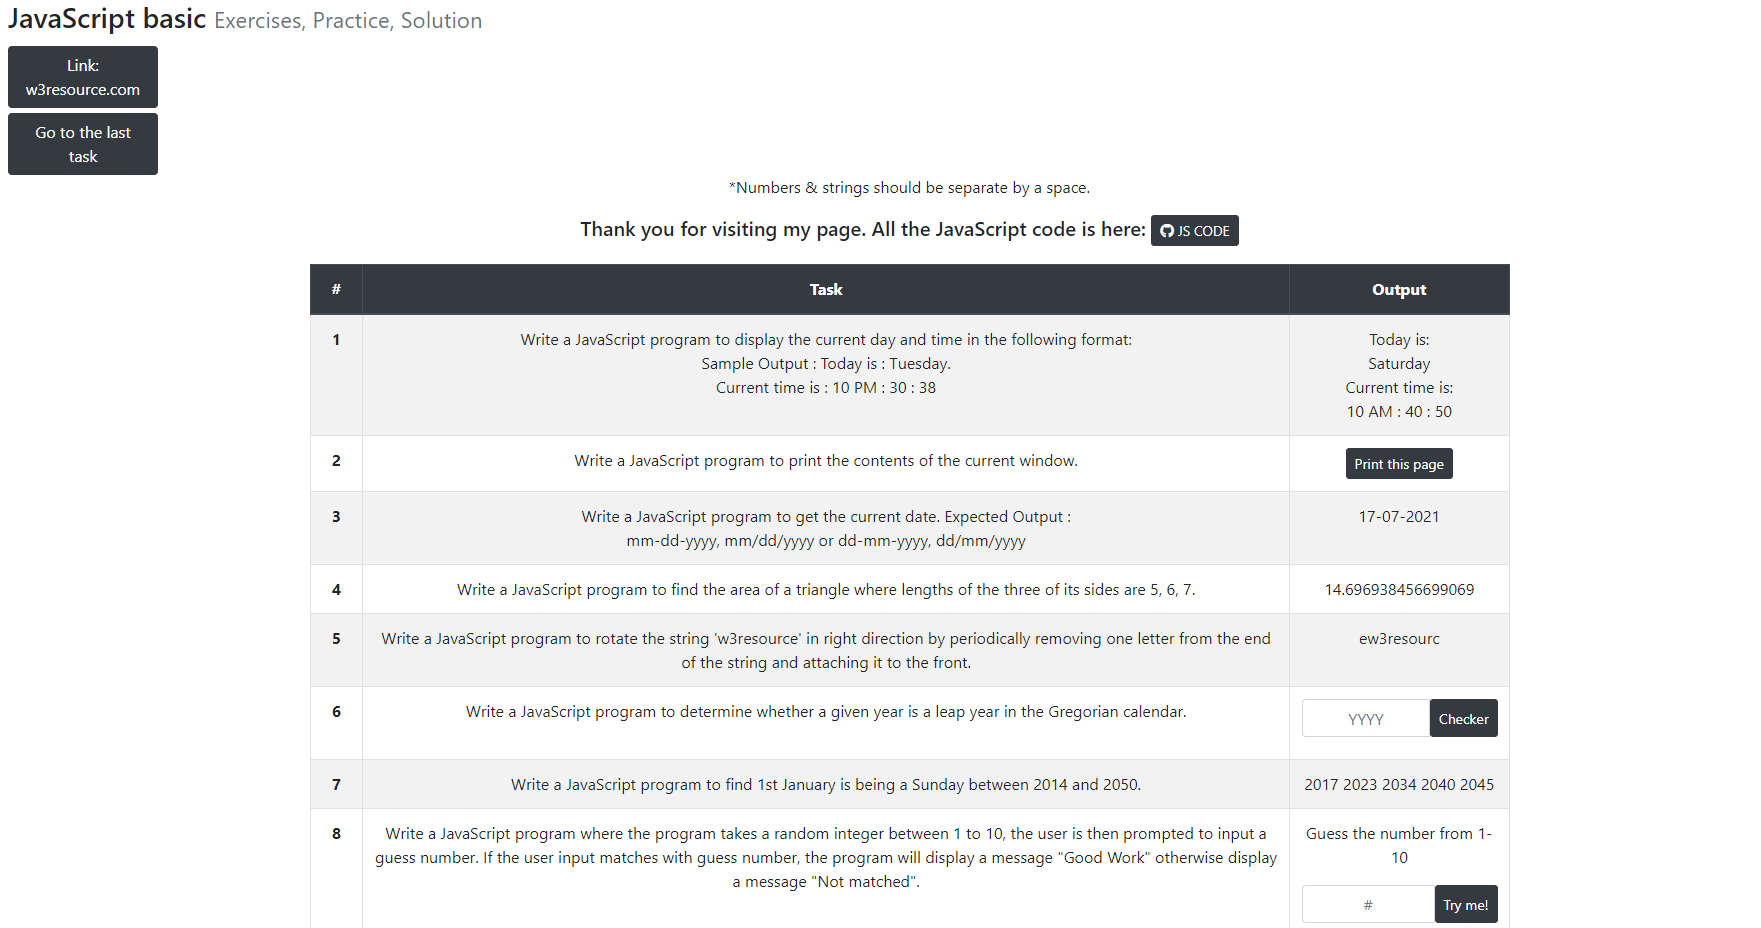 JavaScript basic Exercises, Practice, Solution
Link:
w3resource.com
Go to the last
task
*Numbers & strings should be separate by a space.
Thank you for visiting my page. All the JavaScript code is here: JS CODE
# Task Output
1 Write a JavaScript program to display the current day and time in the following format: Today is:
Sample Output : Today is : Tuesday. Saturday
Current time is : 10 PM : 30 : 38 Current time is:
10 AM : 40 : 50
2 Write a JavaScript program to print the contents of the current window. Print this page
3 Write a JavaScript program to get the current date. Expected Output : 17-07-2021
mm-dd-yyyy, mm/dd/yyyy or dd-mm-yyyy, dd/mm/yyyy
4 Write a JavaScript program to find the area of a triangle where lengths of the three of its sides are 5, 6, 7. 14.696938456699069
5 Write a JavaScript program to rotate the string 'w3resource' in right direction by periodically removing one letter from the end ew3resourc
of the string and attaching it to the front.
6 Write a JavaScript program to determine whether a given year is a leap year in the Gregorian calendar. YYYY Checker
7 Write a JavaScript program to find 1st January is being a Sunday between 2014 and 2050. 2017 2023 2034 2040 2045
8 Write a JavaScript program where the program takes a random integer between 1 to 10, the user is then prompted to input a Guess the number from 1-
guess number. If the user input matches with guess number, the program will display a message "Good Work" otherwise display 10
a message "Not matched".
# Try me!